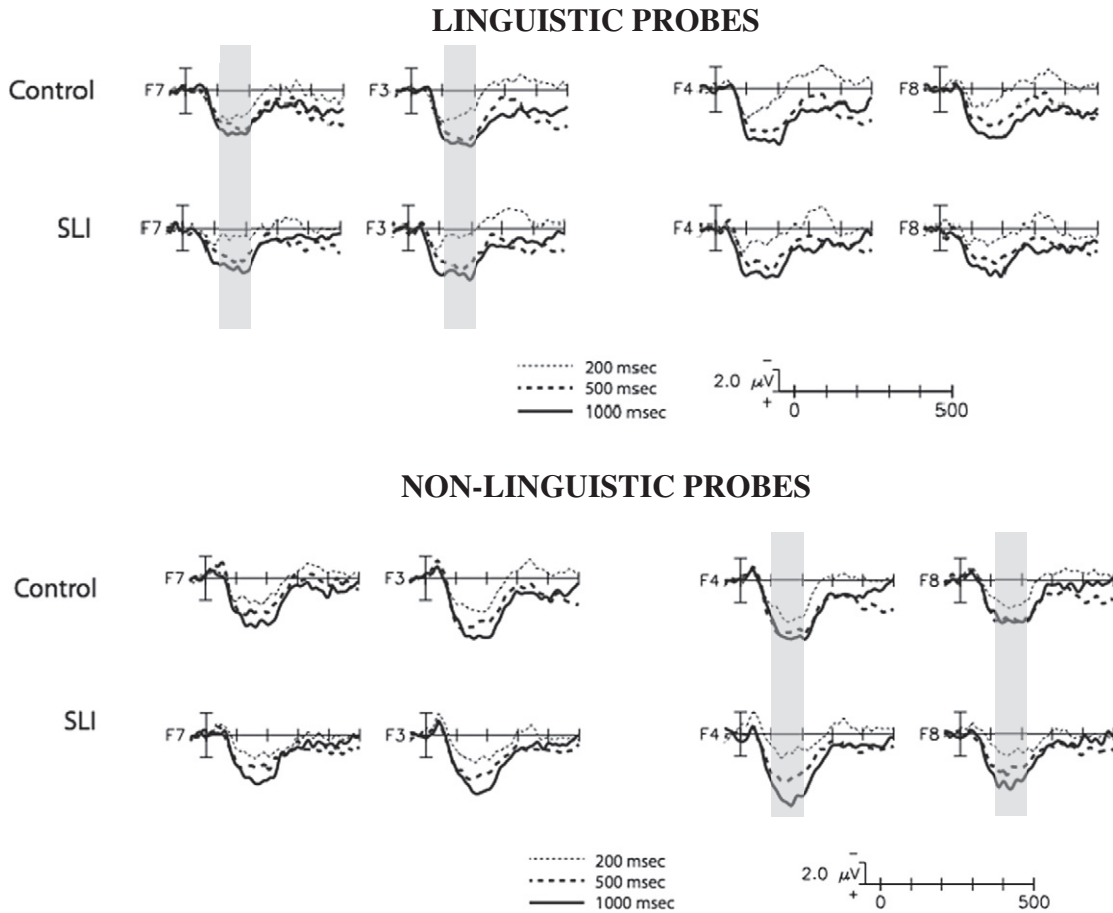 LINGUISTIC PROBES
Control F7 F3 F4 F8
SLI F7 F3 F4 F8
200 msec
500 msec
1000 msec
2.0 µV
−
+
0 500
NON-LINGUISTIC PROBES
Control F7 F3 F4 F8
SLI F7 F3 F4 F8
200 msec
500 msec
1000 msec
2.0 µV
−
+
0 500